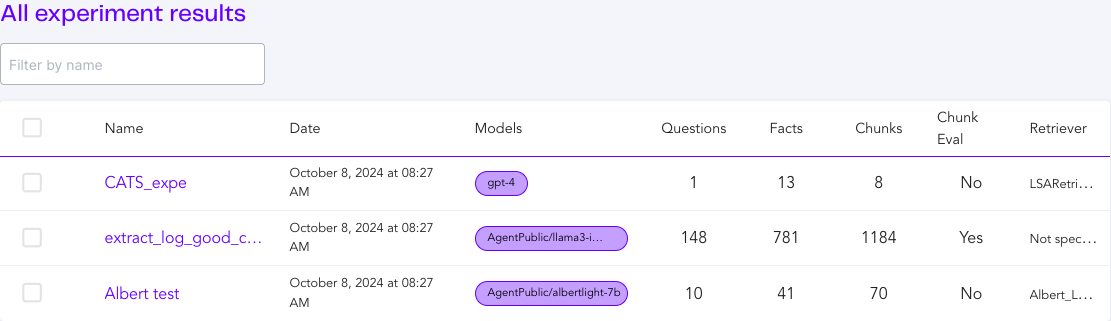 All experiment results
Filter by name
Name Date Models Questions Facts Chunks Chunk Eval Retriever
CATS_expe October 8, 2024 at 08:27 AM gpt-4 1 13 8 No LSARetri…
extract_log_good_c… October 8, 2024 at 08:27 AM AgentPublic/llama3-i… 148 781 1184 Yes Not spec…
Albert test October 8, 2024 at 08:27 AM AgentPublic/albertlight-7b 10 41 70 No Albert_L…